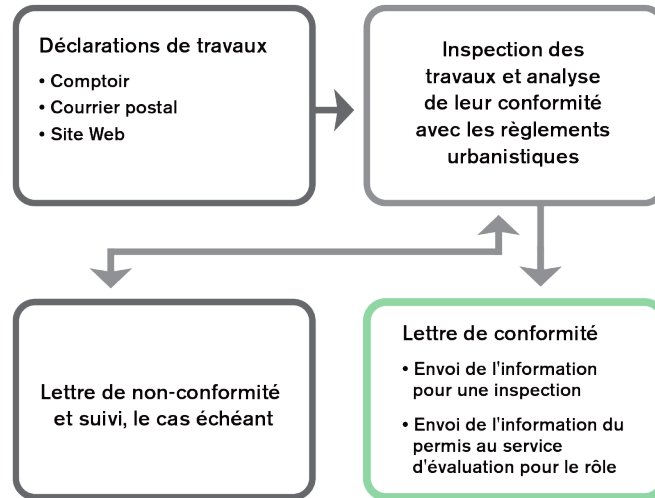 Déclarations de travaux
• Comptoir
• Courrier postal
• Site Web
Inspection des
travaux et analyse
de leur conformité
avec les règlements
urbanistiques
Lettre de non-conformité
et suivi, le cas échéant
Lettre de conformité
• Envoi de l'information
pour une inspection
• Envoi de l'information du
permis au service
d'évaluation pour le rôle